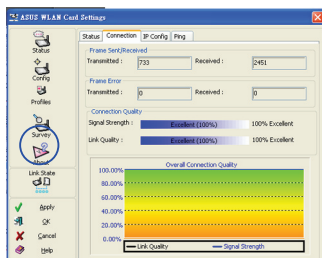 ASUS WLAN Card Settings
Status Connection IP Config Ping
Status
Config
Profiles
Survey
About
Link State
Apply
OK
Cancel
Help
Frame Sent/Received
Transmitted : 733 Received : 2451
Frame Error
Transmitted : 0 Received : 0
Connection Quality
Signal Strength : Excellent (100%) 100% Excellent
Link Quality : Excellent (100%) 100% Excellent
Overall Connection Quality
100.00%
80.00%
60.00%
40.00%
20.00%
0.00%
Link Quality Signal Strength